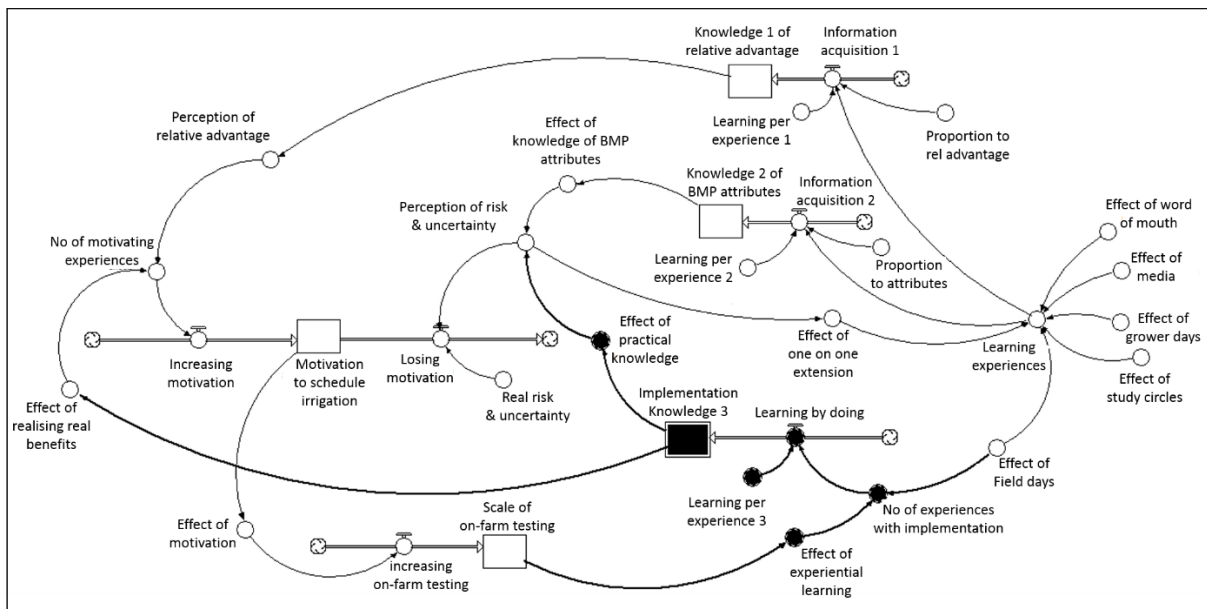 Knowledge 1 of
relative advantage
Information
acquisition 1
Perception of
relative advantage
Learning per
experience 1
Proportion to
rel advantage
Effect of
knowledge of BMP
attributes
Knowledge 2 of
BMP attributes
Information
acquisition 2
Perception of risk
& uncertainty
No of motivating
experiences
Learning per
experience 2
Proportion
to attributes
Effect of word
of mouth
Effect of
media
Effect of
grower days
Effect of
study circles
Learning
experiences
Increasing
motivation
Motivation
to schedule
irrigation
Losing
motivation
Effect of
practical
knowledge
Effect of
one on one
extension
Real risk
& uncertainty
Effect of
realising real
benefits
Implementation
Knowledge 3
Learning by doing
Effect of
Field days
Learning per
experience 3
No of experiences
with implementation
Effect of
motivation
Scale of
on-farm testing
increasing
on-farm testing
Effect of
experiential
learning